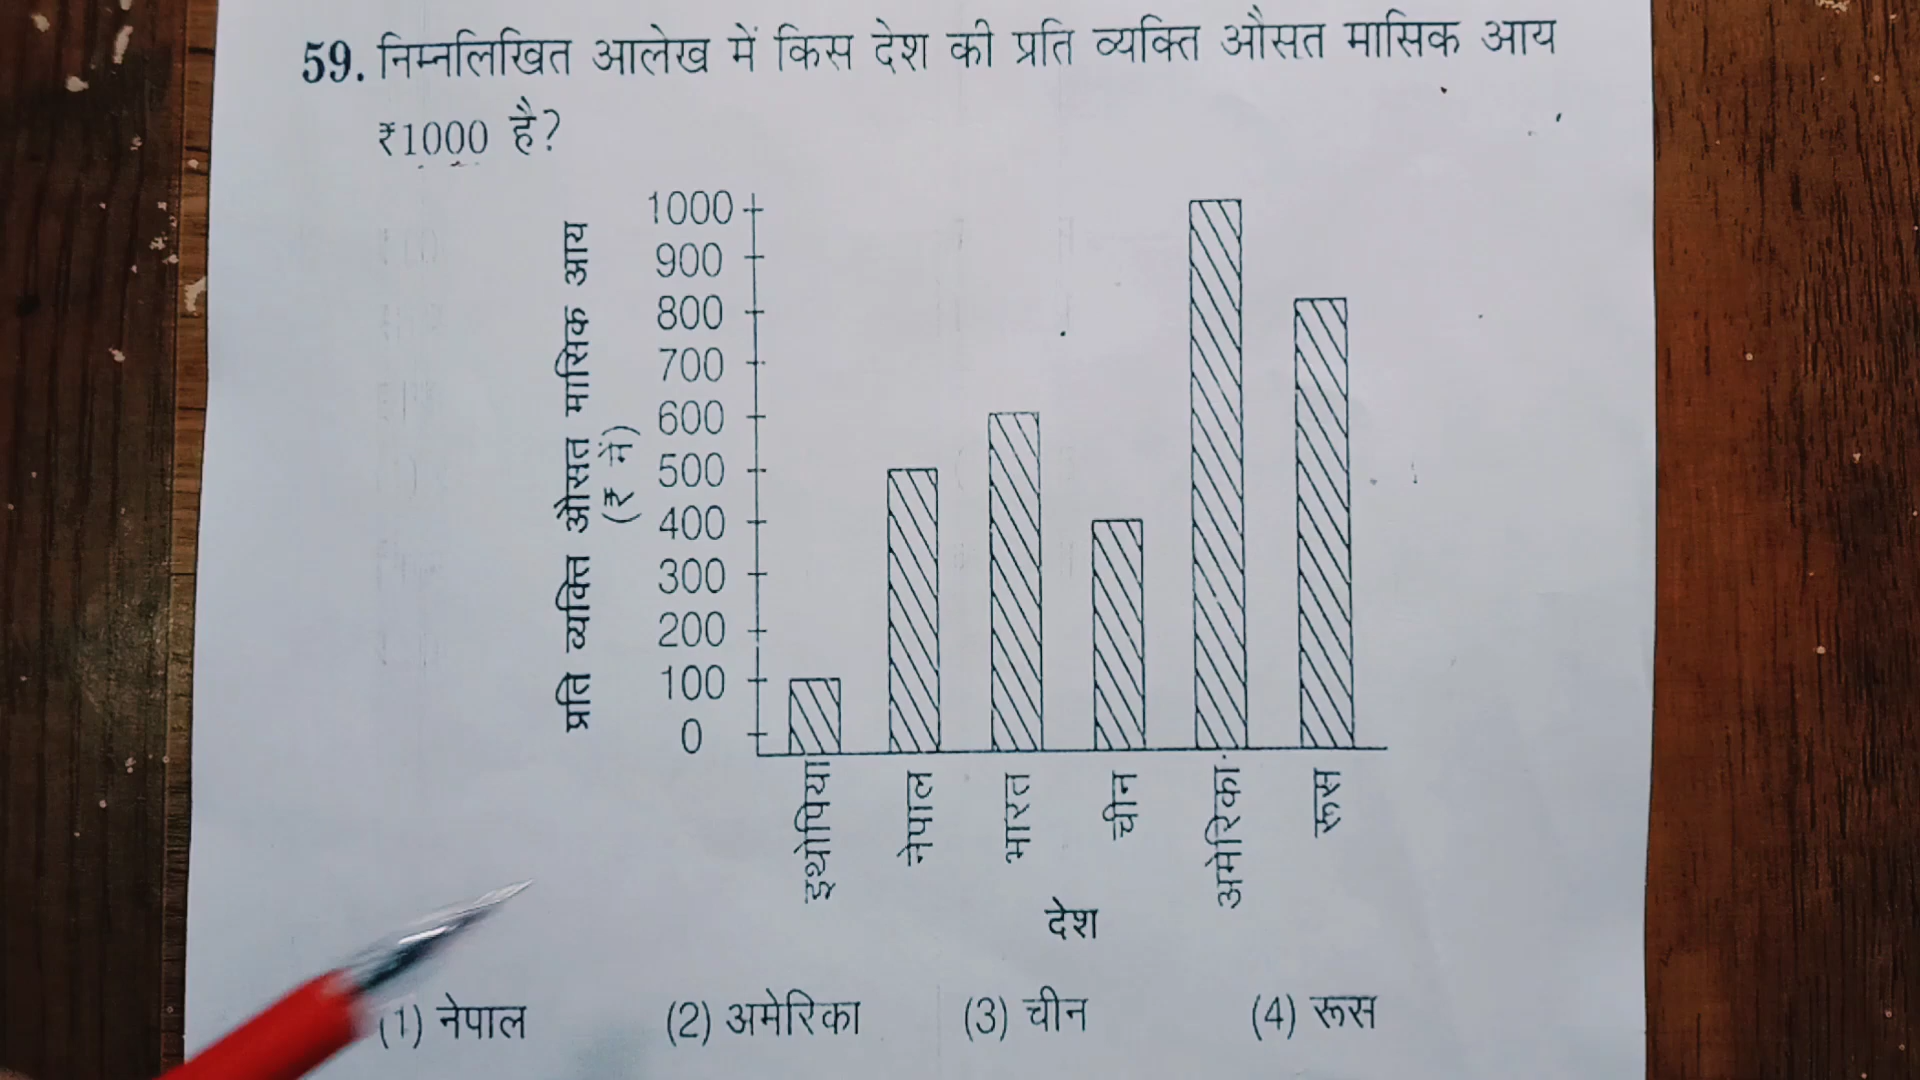 59. निम्नलिखित आलेख में किस देश की प्रति व्यक्ति औसत मासिक आय
₹1000 है?
प्रति व्यक्ति औसत मासिक आय
(₹ में)
1000
900
800
700
600
500
400
300
200
100
0
इथोपिया
नेपाल
भारत
चीन
अमेरिका
रूस
देश
(1) नेपाल (2) अमेरिका (3) चीन (4) रूस